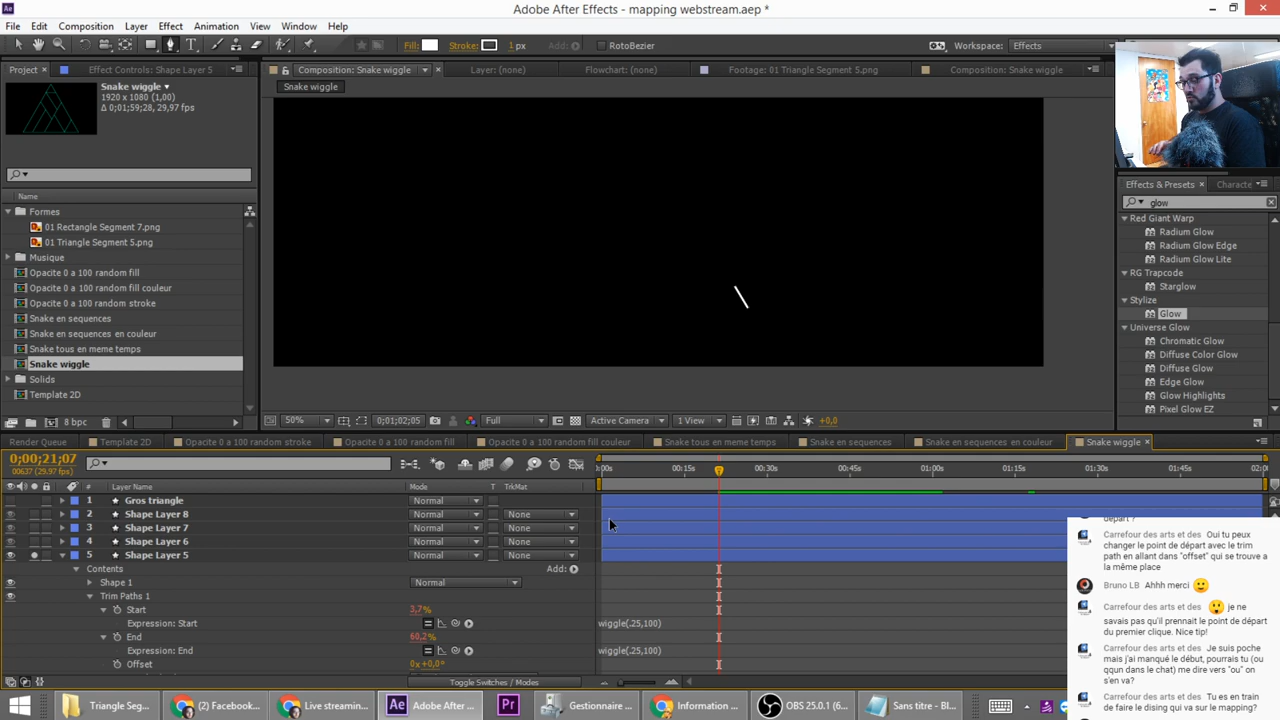 Adobe After Effects - mapping webstream.aep *
File Edit Composition Layer Effect Animation View Window Help
Fill: Stroke: 1 px Add: RotoBezier Workspace: Effects
Project Effect Controls: Shape Layer 5 Composition: Snake wiggle Layer: (none) Flowchart: (none) Footage: 01 Triangle Segment 5.png Composition: Snake wiggle
Snake wiggle
1920 x 1080 (1,00)
Δ 0;01;59;28, 29,97 fps
Snake wiggle
Name
Formes
01 Rectangle Segment 7.png
01 Triangle Segment 5.png
Musique
Opacite 0 a 100 random fill
Opacite 0 a 100 random fill couleur
Opacite 0 a 100 random stroke
Snake en sequences
Snake en sequences en couleur
Snake tous en meme temps
Snake wiggle
Solids
Template 2D
8 bpc
50% 0;01;02;05 Full Active Camera 1 View +0,0
Effects & Presets Characte
glow
Red Giant Warp
Radium Glow
Radium Glow Edge
Radium Glow Lite
RG Trapcode
Starglow
Stylize
Glow
Universe Glow
Chromatic Glow
Diffuse Color Glow
Diffuse Glow
Edge Glow
Glow Highlights
Pixel Glow EZ
Render Queue Template 2D Opacite 0 a 100 random stroke Opacite 0 a 100 random fill Opacite 0 a 100 random fill couleur Snake tous en meme temps Snake en sequences Snake en sequences en couleur Snake wiggle
0;00;21;07
00637 (29.97 fps)
:00s 00:15s 00:30s 00:45s 01:00s 01:15s 01:30s 01:45s 02:0
# Layer Name Mode T TrkMat
1 Gros triangle Normal
2 Shape Layer 8 Normal None
3 Shape Layer 7 Normal None
4 Shape Layer 6 Normal None
5 Shape Layer 5 Normal None
Contents Add:
Shape 1 Normal
Trim Paths 1
Start 3,7%
Expression: Start wiggle(.25,100)
End 60,2%
Expression: End wiggle(.25,100)
Offset 0x+0,0°
Toggle Switches / Modes
départ ?
Carrefour des arts et des Oui tu peux
changer le point de départ avec le trim
path en allant dans "offset" qui se trouve a
la même place
Bruno LB Ahhh merci
Carrefour des arts et des je ne
savais pas qu'il prennait le point de départ
du premier clique. Nice tip!
Carrefour des arts et des Je suis poche
mais j'ai manqué le début, pourrais tu (ou
qqun dans le chat) me dire vers "ou" on
s'en va?
Carrefour des arts et des Tu es en train
de faire le dising qui va sur le mapping?
Triangle Seg... (2) Facebook... Live streamin... Adobe After ... Gestionnaire ... Information ... OBS 25.0.1 (6... Sans titre - Bl...